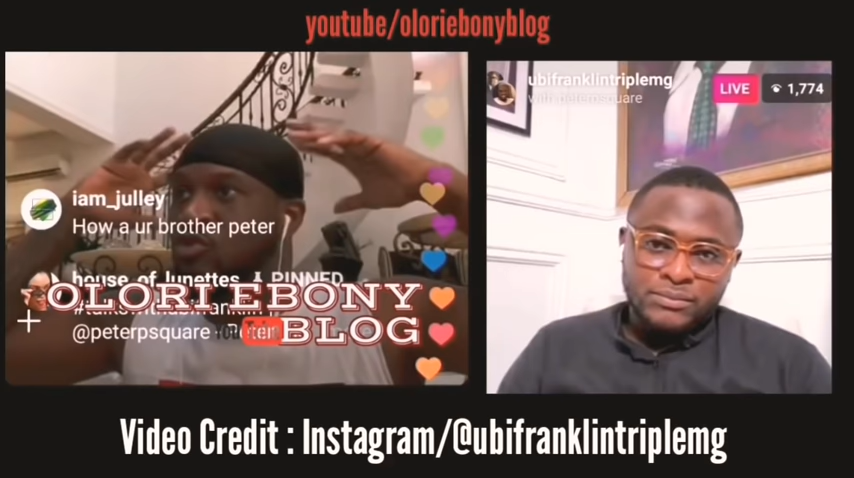 youtube/oloriebonyblog
ubifranklintriplemg
with peterpsquare
LIVE
1,774
iam_julley
How a ur brother peter
house_of_lunettes PINNED
OLORI EBONY
@peterpsquare
BLOG
Video Credit : Instagram/@ubifranklintriplemg